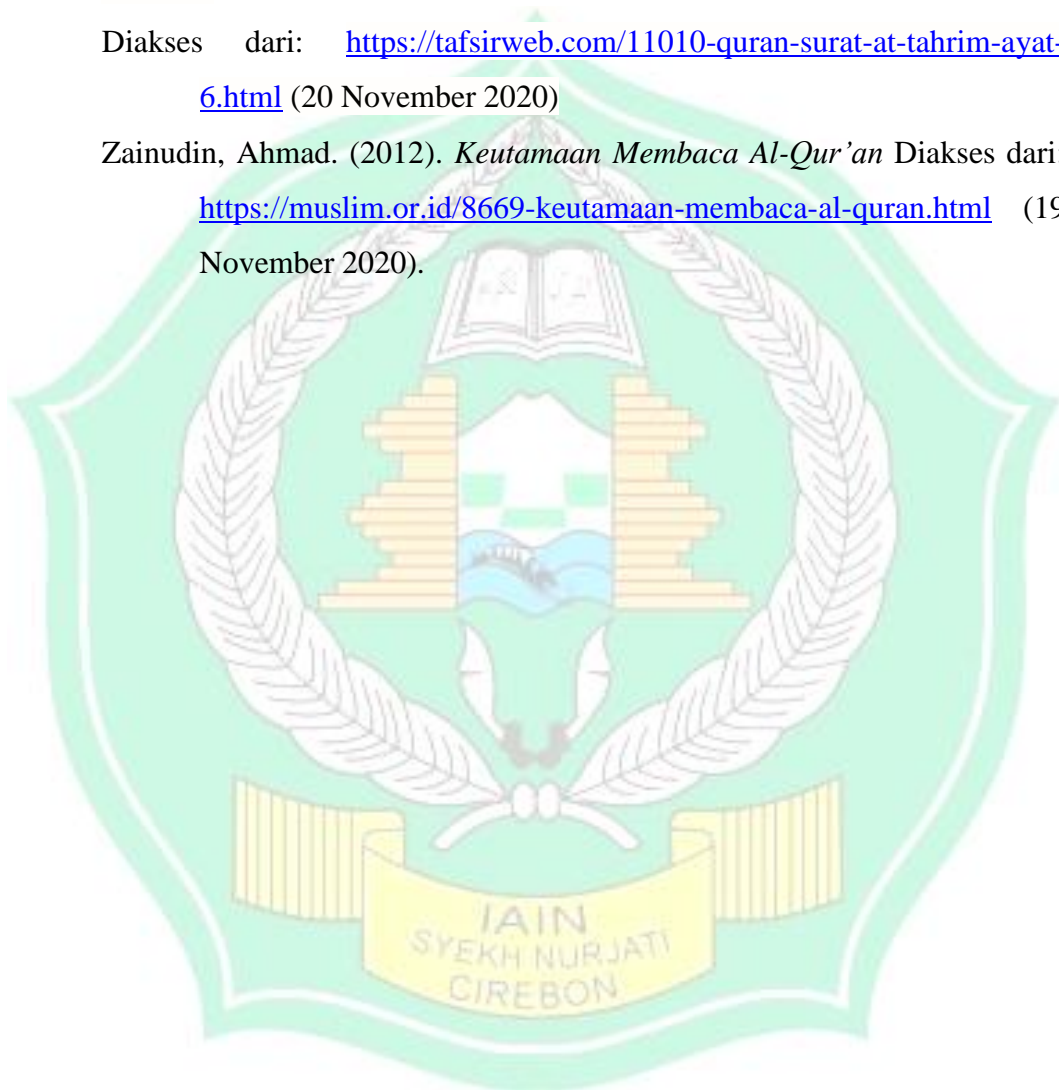 Diakses dari: https://tafsirweb.com/11010-quran-surat-at-tahrim-ayat-
6.html (20 November 2020)
Zainudin, Ahmad. (2012). Keutamaan Membaca Al-Qur’an Diakses dari:
https://muslim.or.id/8669-keutamaan-membaca-al-quran.html (19
November 2020).
IAIN
SYEKH NURJATI
CIREBON